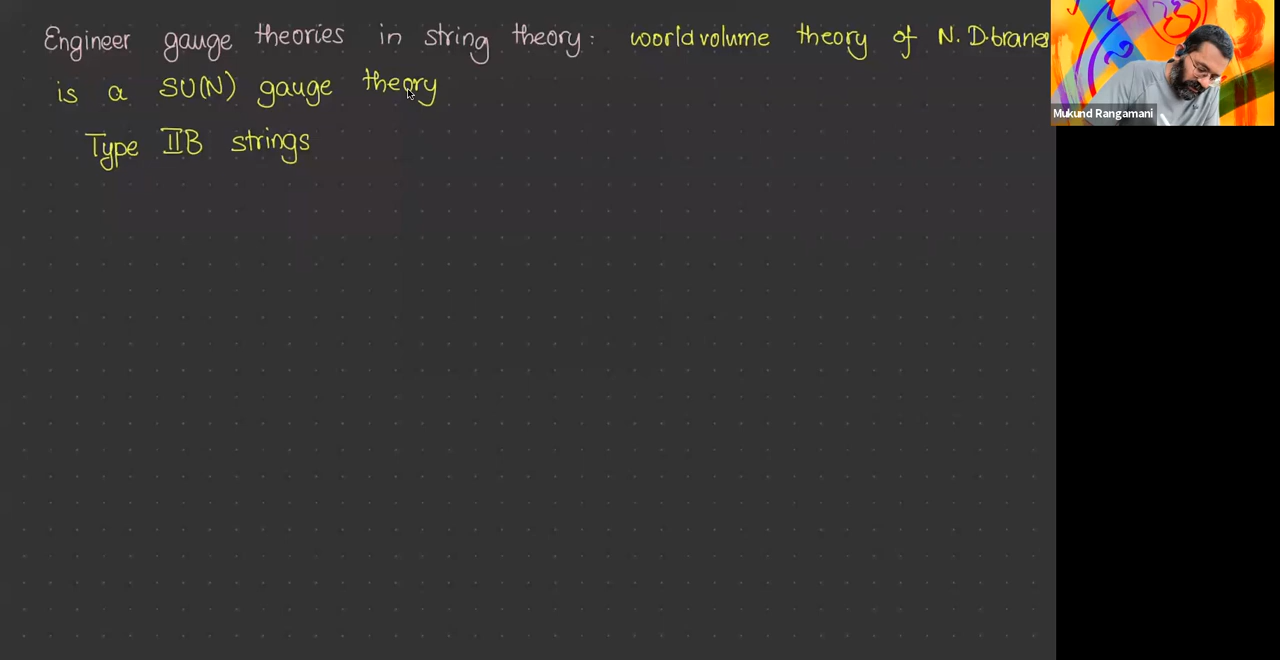 Engineer gauge theories in string theory: worldvolume theory of N. D-branes
is a SU(N) gauge theory
Type IIB strings
Mukund Rangamani